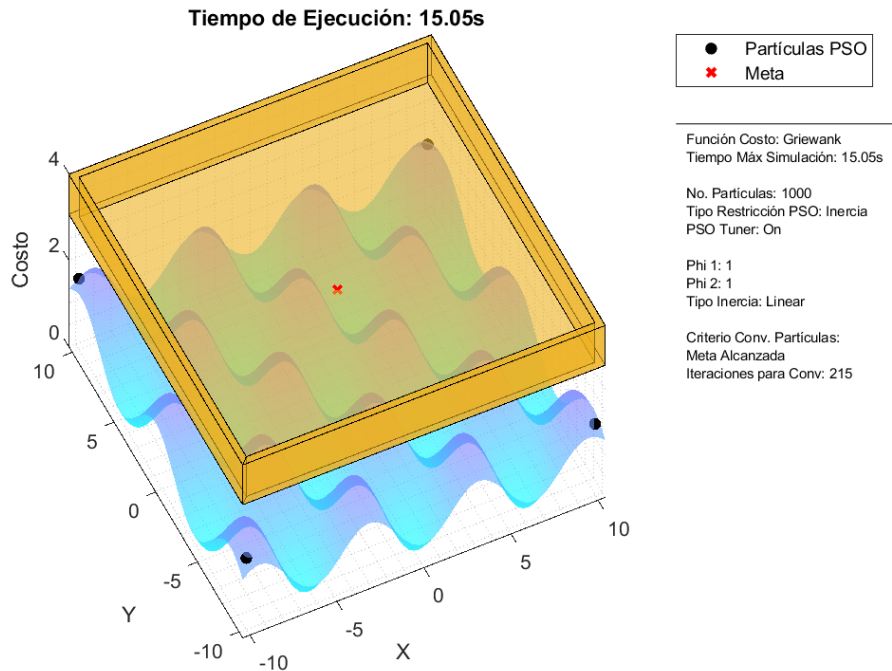 Tiempo de Ejecución: 15.05s
Partículas PSO
Meta
Función Costo: Griewank
Tiempo Máx Simulación: 15.05s
No. Partículas: 1000
Tipo Restricción PSO: Inercia
PSO Tuner: On
Phi 1: 1
Phi 2: 1
Tipo Inercia: Linear
Criterio Conv. Partículas:
Meta Alcanzada
Iteraciones para Conv: 215
Costo
4
2
0
10
5
0
-5
-10
Y
-10
-5
0
5
10
X